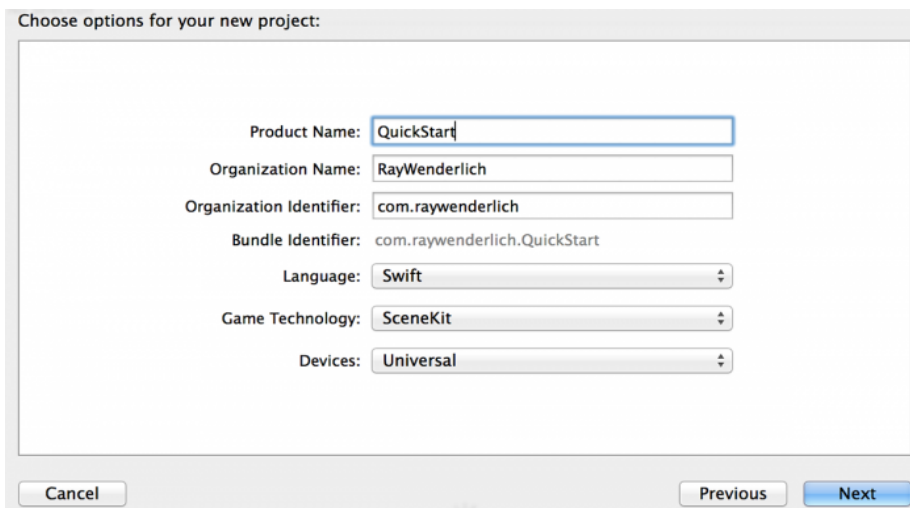 Choose options for your new project:
Product Name: QuickStart
Organization Name: RayWenderlich
Organization Identifier: com.raywenderlich
Bundle Identifier: com.raywenderlich.QuickStart
Language: Swift
Game Technology: SceneKit
Devices: Universal
Cancel Previous Next